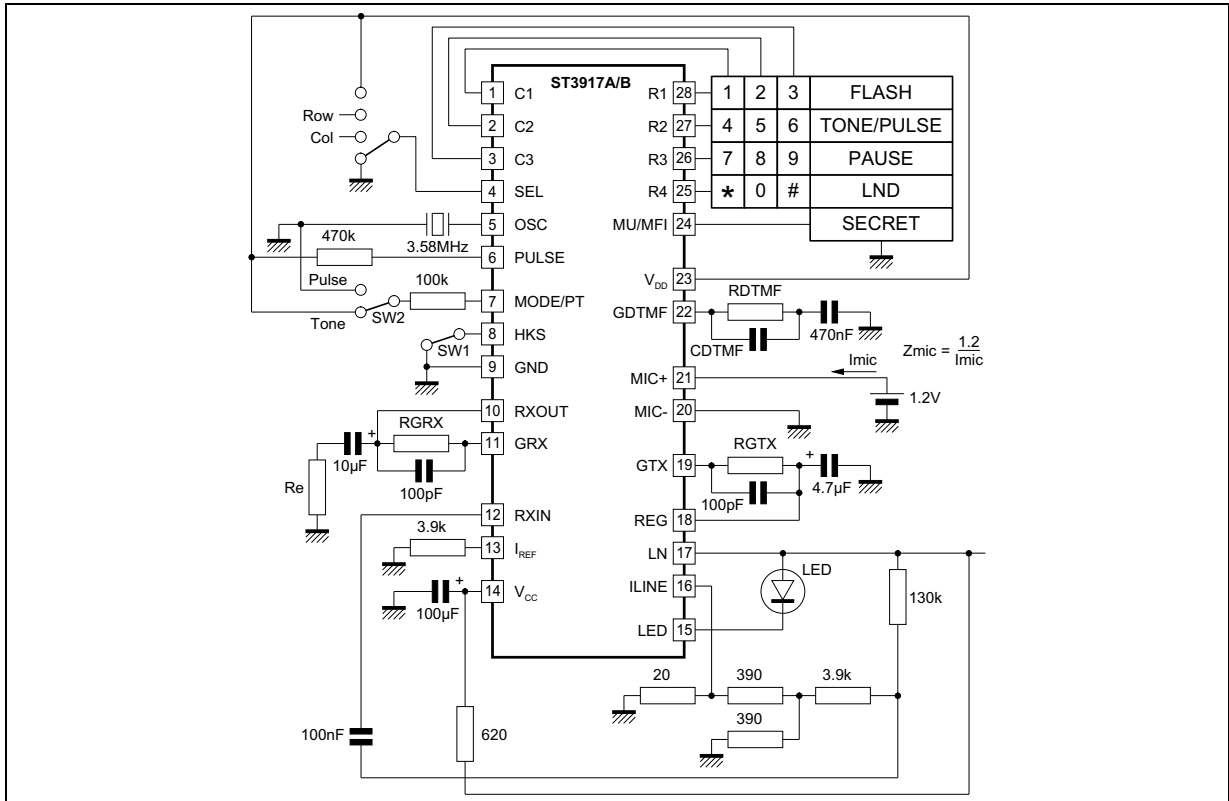 ST3917A/B
1 C1
2 C2
3 C3
4 SEL
5 OSC
6 PULSE
7 MODE/PT
8 HKS
9 GND
10 RXOUT
11 GRX
12 RXIN
13 IREF
14 VCC
R1 28
R2 27
R3 26
R4 25
MU/MFI 24
VDD 23
GDTMF 22
MIC+ 21
MIC- 20
GTX 19
REG 18
LN 17
ILINE 16
LED 15
1 2 3 FLASH
4 5 6 TONE/PULSE
7 8 9 PAUSE
* 0 # LND
SECRET
Row
Col
3.58MHz
470k
Pulse
100k
Tone
SW2
SW1
RGRX
10µF
+
100pF
Re
3.9k
+
100µF
100nF
620
RDTMF
CDTMF
470nF
Imic
Zmic = 1.2
Imic
1.2V
RGTX
+
100pF
4.7µF
LED
130k
20
390
3.9k
390